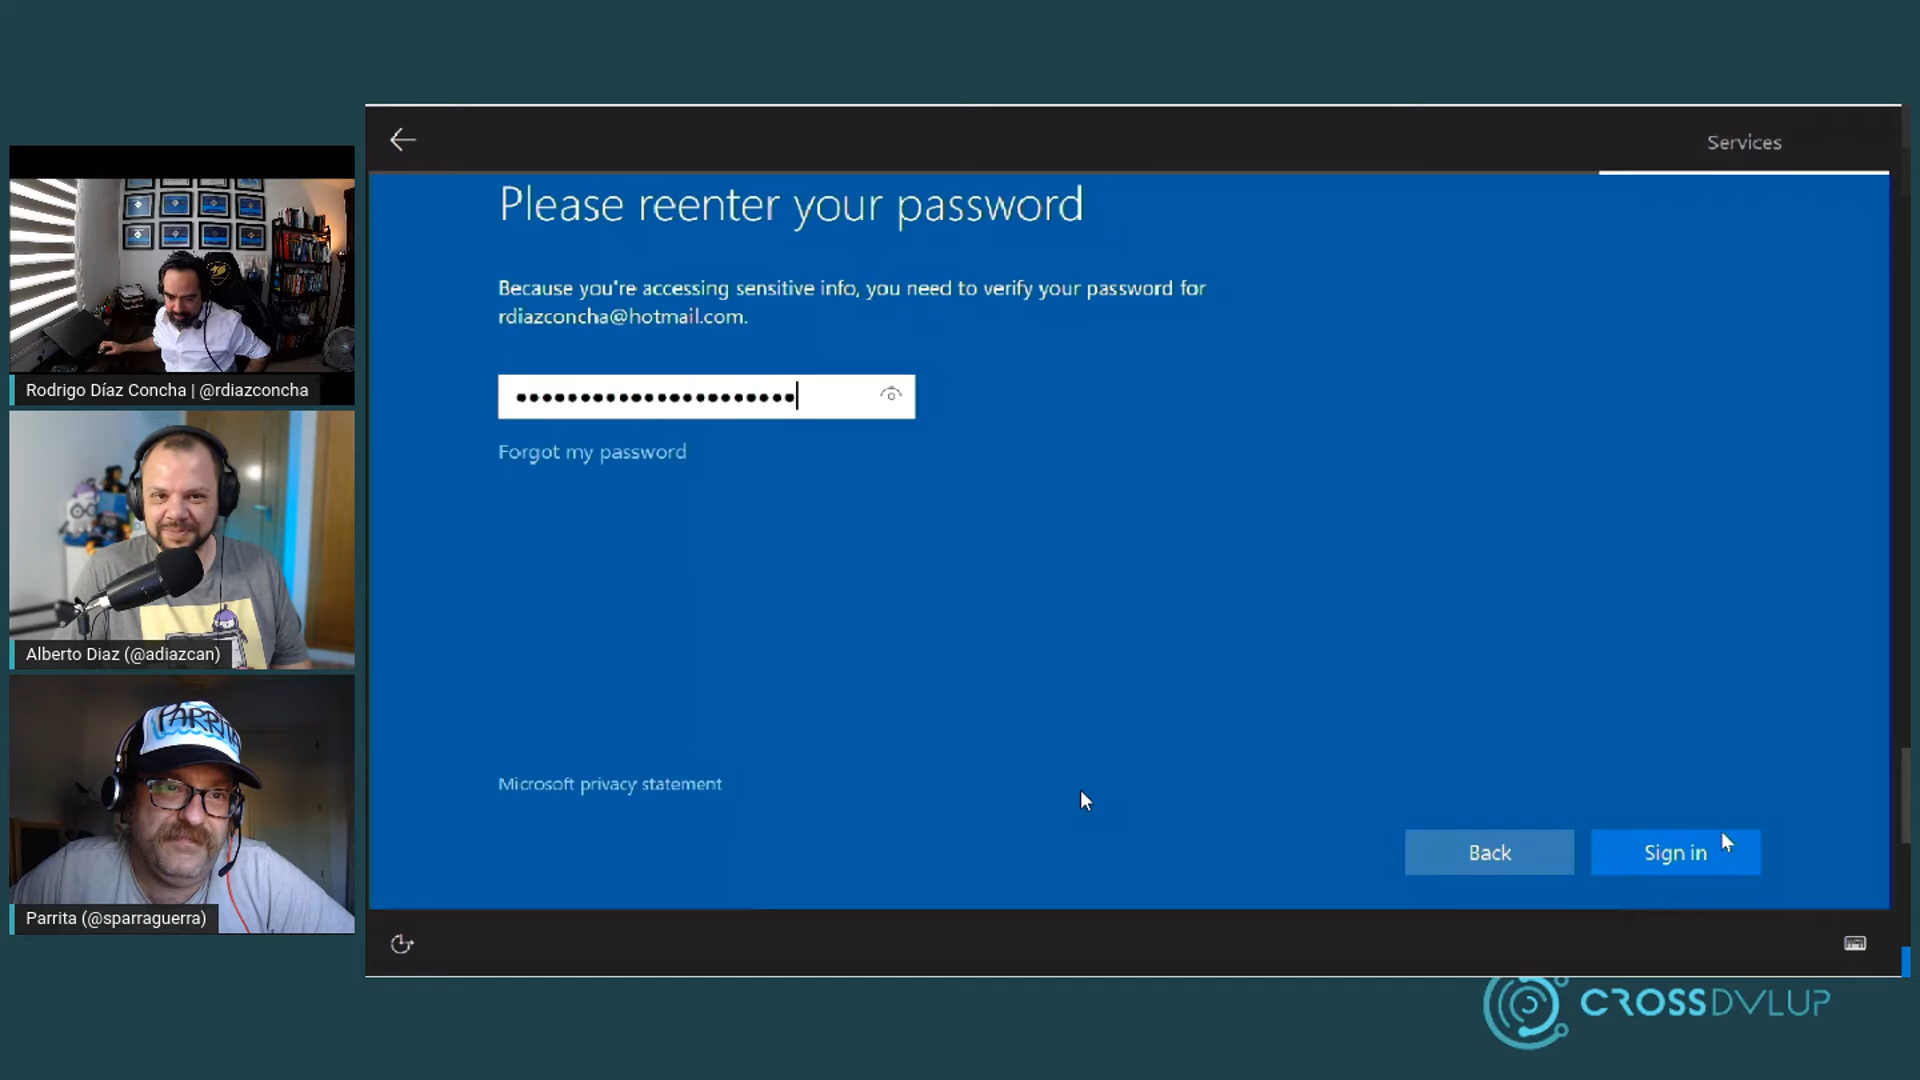 Services
Please reenter your password
Because you're accessing sensitive info, you need to verify your password for
rdiazconcha@hotmail.com.
Forgot my password
Microsoft privacy statement
Back
Sign in
Rodrigo Díaz Concha | @rdiazconcha
Alberto Diaz (@adiazcan)
PARRITA
Parrita (@sparraguerra)
CROSSDVLUP